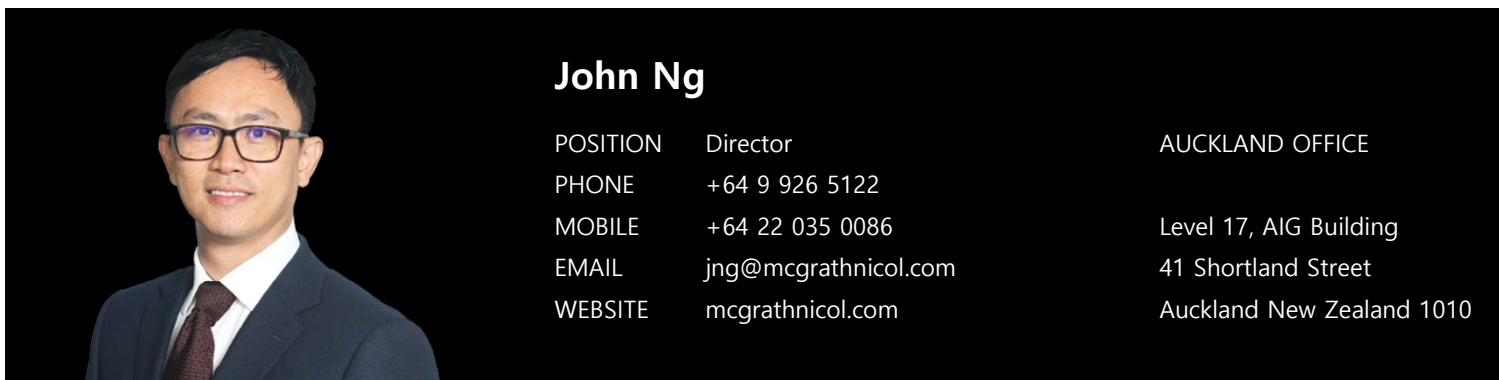 John Ng
POSITION Director
PHONE +64 9 926 5122
MOBILE +64 22 035 0086
EMAIL jng@mcgrathnicol.com
WEBSITE mcgrathnicol.com
AUCKLAND OFFICE
Level 17, AIG Building
41 Shortland Street
Auckland New Zealand 1010